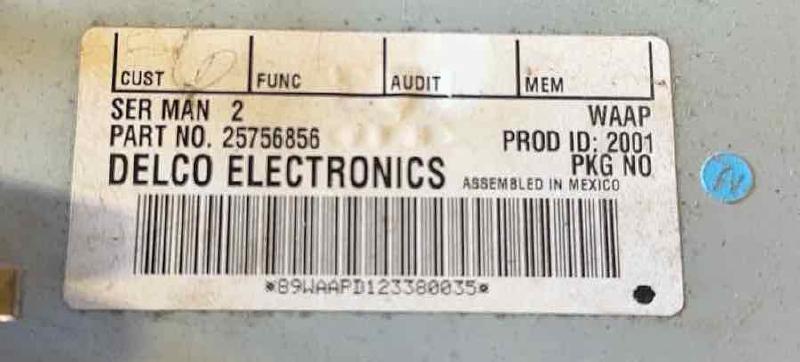 CUST FUNC AUDIT MEM
SER MAN 2 WAAP
PART NO. 25756856 PROD ID: 2001
DELCO ELECTRONICS PKG NO
ASSEMBLED IN MEXICO
*89WAAPD123380035*